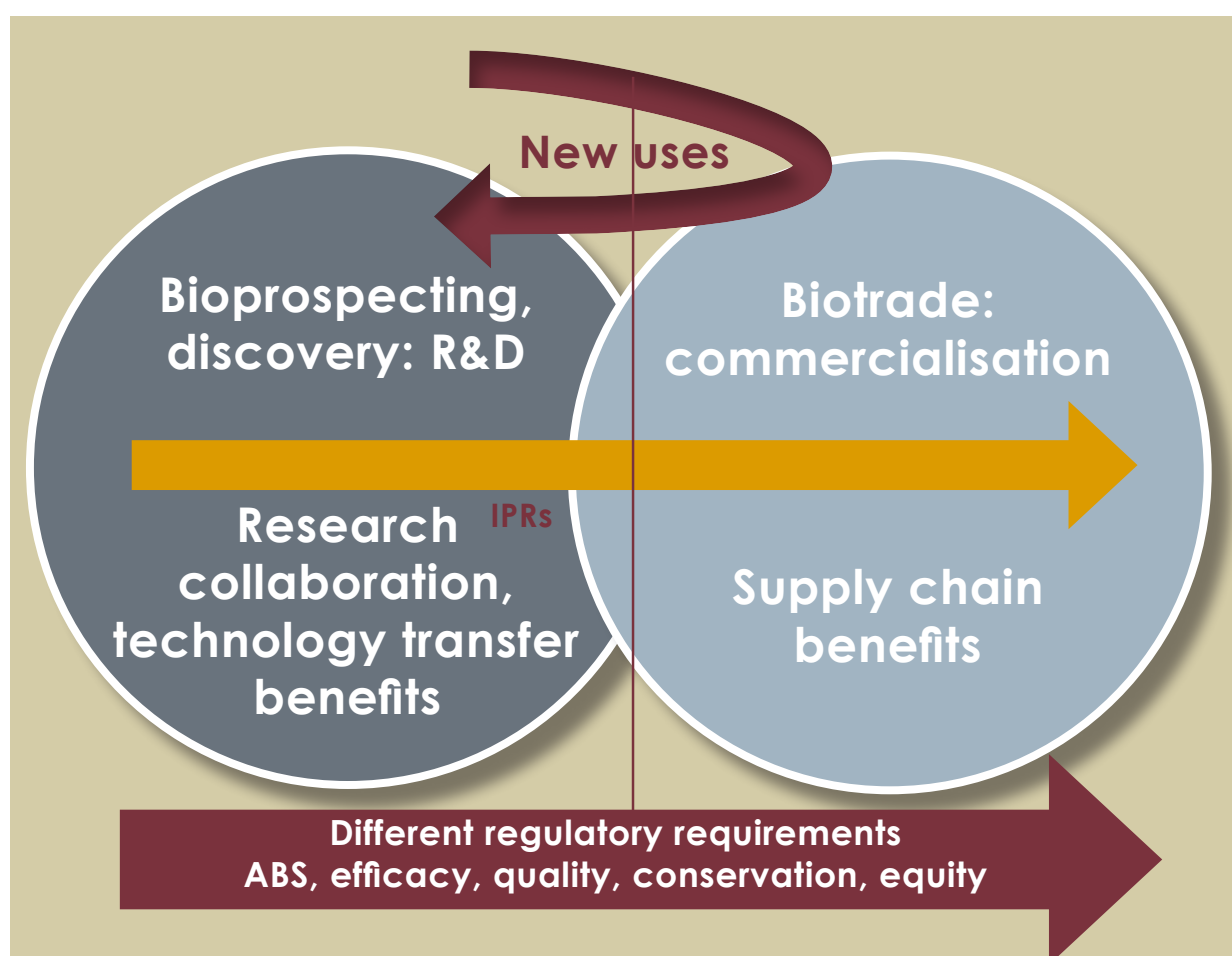 New uses
Bioprospecting,
discovery: R&D
Biotrade:
commercialisation
IPRs
Research
collaboration,
technology transfer
benefits
Supply chain
benefits
Different regulatory requirements
ABS, efficacy, quality, conservation, equity